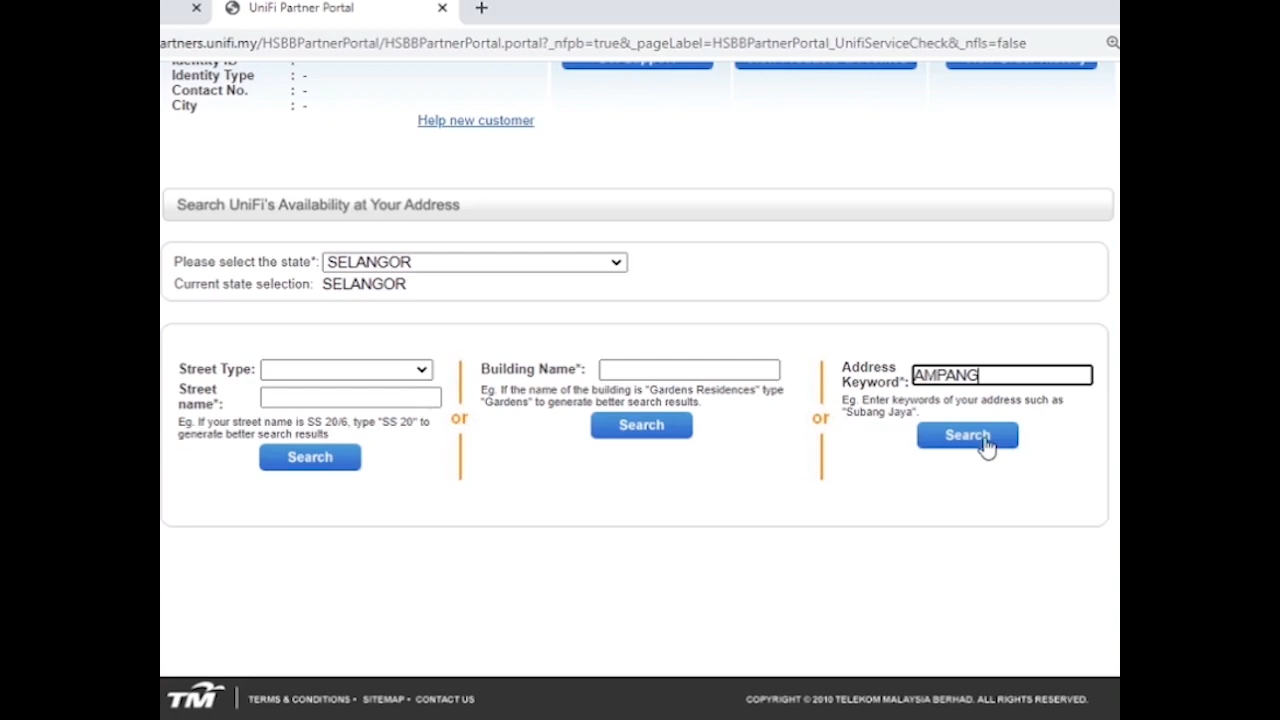 UniFi Partner Portal
artners.unifi.my/HSBBPartnerPortal/HSBBPartnerPortal.portal?_nfpb=true&_pageLabel=HSBBPartnerPortal_UnifiServiceCheck&_nfls=false
Identity ID :
Identity Type : -
Contact No. : -
City : -
Help new customer
Search UniFi's Availability at Your Address
Please select the state*: SELANGOR
Current state selection: SELANGOR
Street Type:
Street
name*:
Eg. If your street name is SS 20/6, type "SS 20" to
generate better search results
Search
or
Building Name*:
Eg. If the name of the building is "Gardens Residences" type
"Gardens" to generate better search results.
Search
or
Address
Keyword*: AMPANG
Eg. Enter keywords of your address such as
"Subang Jaya".
Search
TM
TERMS & CONDITIONS • SITEMAP • CONTACT US
COPYRIGHT © 2010 TELEKOM MALAYSIA BERHAD. ALL RIGHTS RESERVED.